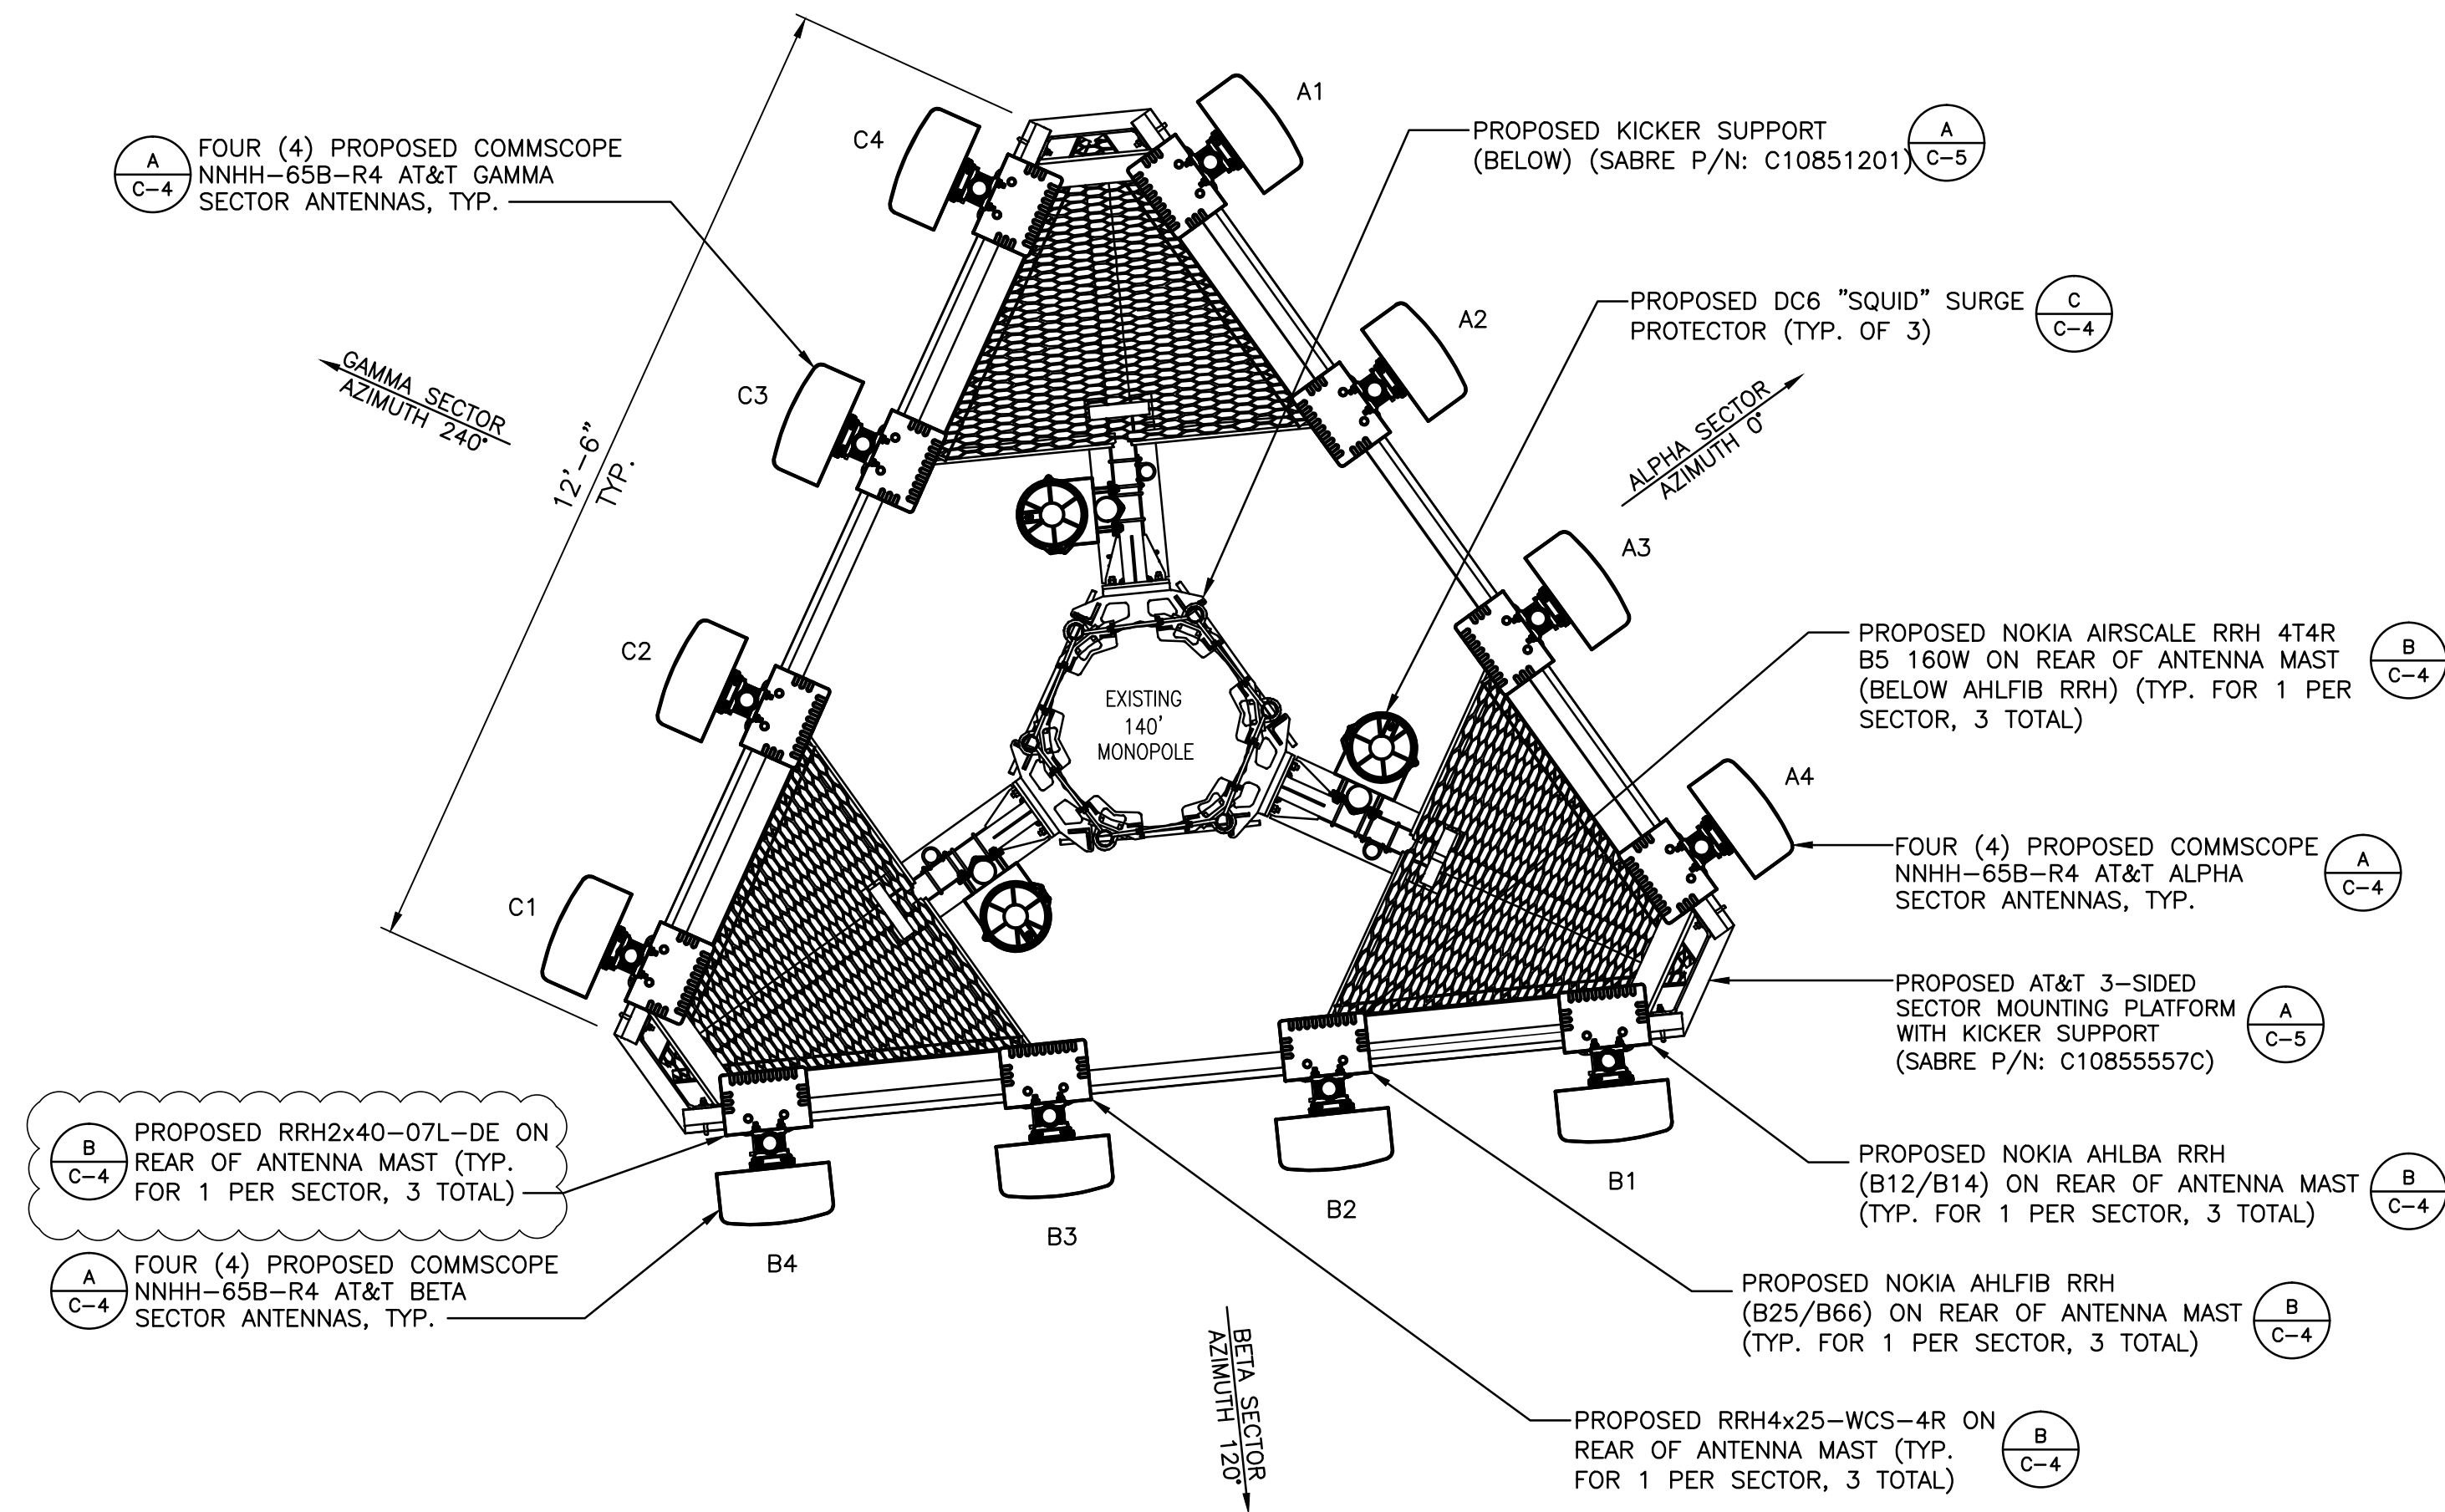 A
C-4
FOUR (4) PROPOSED COMMSCOPE
NNHH-65B-R4 AT&T GAMMA
SECTOR ANTENNAS, TYP.
C4
A1
PROPOSED KICKER SUPPORT
(BELOW) (SABRE P/N: C10851201)
A
C-5
A2
PROPOSED DC6 "SQUID" SURGE
PROTECTOR (TYP. OF 3)
C
C-4
GAMMA SECTOR
AZIMUTH 240°
C3
12'-6"
TYP.
ALPHA SECTOR
AZIMUTH 0°
A3
C2
PROPOSED NOKIA AIRSCALE RRH 4T4R
B5 160W ON REAR OF ANTENNA MAST
(BELOW AHLFIB RRH) (TYP. FOR 1 PER
SECTOR, 3 TOTAL)
B
C-4
EXISTING
140'
MONOPOLE
A4
FOUR (4) PROPOSED COMMSCOPE
NNHH-65B-R4 AT&T ALPHA
SECTOR ANTENNAS, TYP.
A
C-4
C1
PROPOSED AT&T 3-SIDED
SECTOR MOUNTING PLATFORM
WITH KICKER SUPPORT
(SABRE P/N: C10855557C)
A
C-5
B
C-4
PROPOSED RRH2x40-07L-DE ON
REAR OF ANTENNA MAST (TYP.
FOR 1 PER SECTOR, 3 TOTAL)
PROPOSED NOKIA AHLBA RRH
(B12/B14) ON REAR OF ANTENNA MAST
(TYP. FOR 1 PER SECTOR, 3 TOTAL)
B
C-4
B1
B2
B3
B4
A
C-4
FOUR (4) PROPOSED COMMSCOPE
NNHH-65B-R4 AT&T BETA
SECTOR ANTENNAS, TYP.
PROPOSED NOKIA AHLFIB RRH
(B25/B66) ON REAR OF ANTENNA MAST
(TYP. FOR 1 PER SECTOR, 3 TOTAL)
B
C-4
BETA SECTOR
AZIMUTH 120°
PROPOSED RRH4x25-WCS-4R ON
REAR OF ANTENNA MAST (TYP.
FOR 1 PER SECTOR, 3 TOTAL)
B
C-4